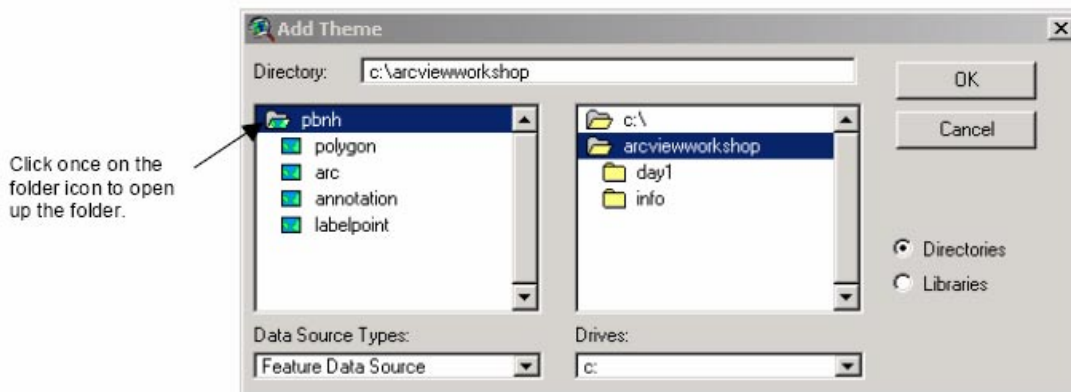 Add Theme
Directory: c:\arcviewworkshop
OK
Cancel
Click once on the
folder icon to open
up the folder.
pbnh
polygon
arc
annotation
labelpoint
c:\
arcviewworkshop
day1
info
Directories
Libraries
Data Source Types:
Feature Data Source
Drives:
c: